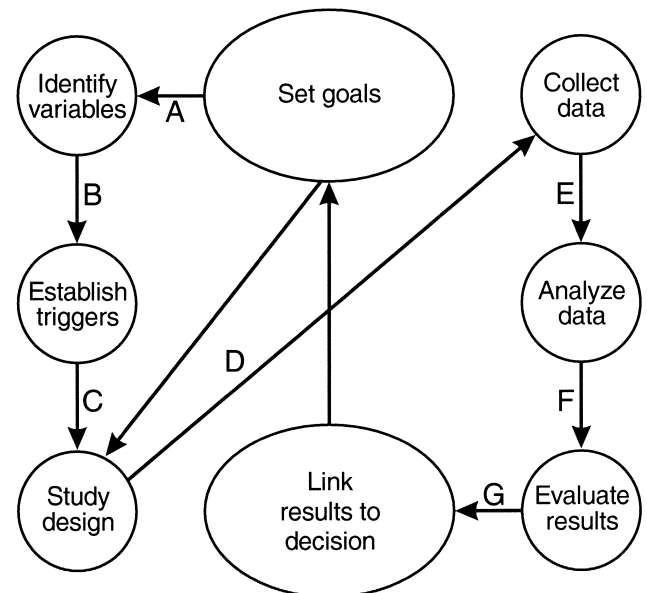 Identify
variables
A
Set goals
Collect
data
B
E
Establish
triggers
Analyze
data
D
C
F
Study
design
Link
results to
decision
G
Evaluate
results